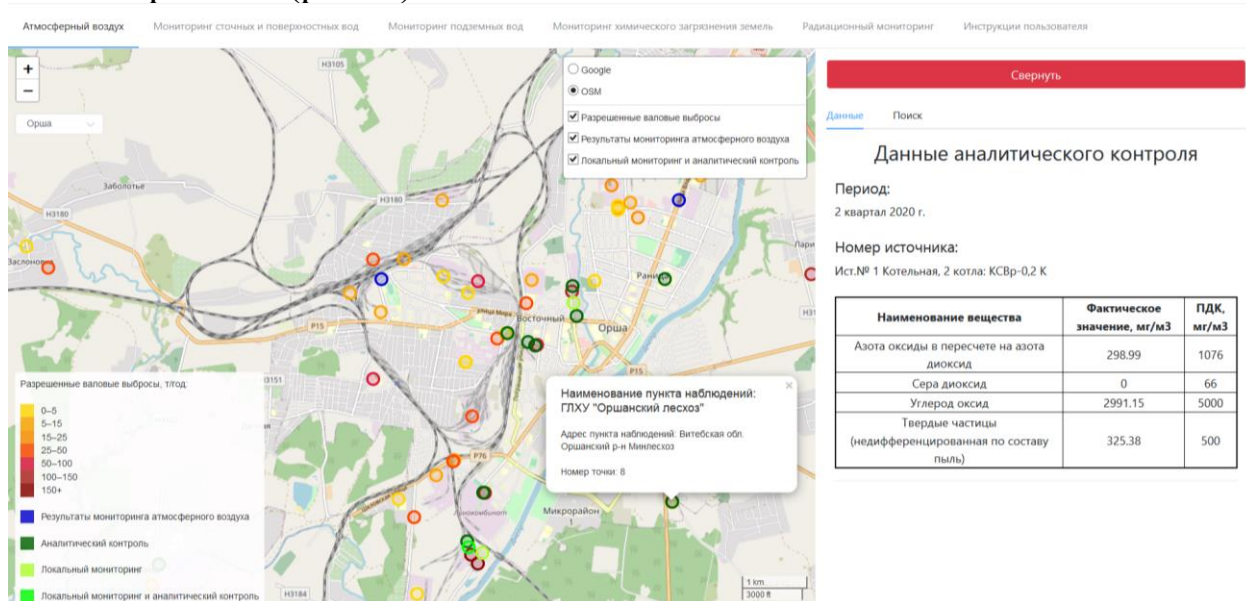 Атмосферный воздух
Мониторинг сточных и поверхностных вод
Мониторинг подземных вод
Мониторинг химического загрязнения земель
Радиационный мониторинг
Инструкции пользователя
+
−
Орша
Google
OSM
Разрешенные валовые выбросы
Результаты мониторинга атмосферного воздуха
Локальный мониторинг и аналитический контроль
Н3105
Заболотье
Н3180
Н3180
Р15
улица Мира
Восточный
Орша
Р15
Н3151
Р76
Микрорайон
1
Н3184
Наименование пункта наблюдений:
ГЛХУ "Оршанский лесхоз"
Адрес пункта наблюдений: Витебская обл.
Оршанский р-н Минлесхоз
Номер точки: 8
×
Разрешенные валовые выбросы, т/год:
0–5
5–15
15–25
25–50
50–100
100–150
150+
Результаты мониторинга атмосферного воздуха
Аналитический контроль
Локальный мониторинг
Локальный мониторинг и аналитический контроль
1 km
3000 ft
Свернуть
Данные
Поиск
Данные аналитического контроля
Период:
2 квартал 2020 г.
Номер источника:
Ист.№ 1 Котельная, 2 котла: КСВр-0,2 К
Наименование вещества
Фактическое
значение, мг/м3
ПДК,
мг/м3
Азота оксиды в пересчете на азота
диоксид
298.99
1076
Сера диоксид
0
66
Углерод оксид
2991.15
5000
Твердые частицы
(недифференцированная по составу
пыль)
325.38
500